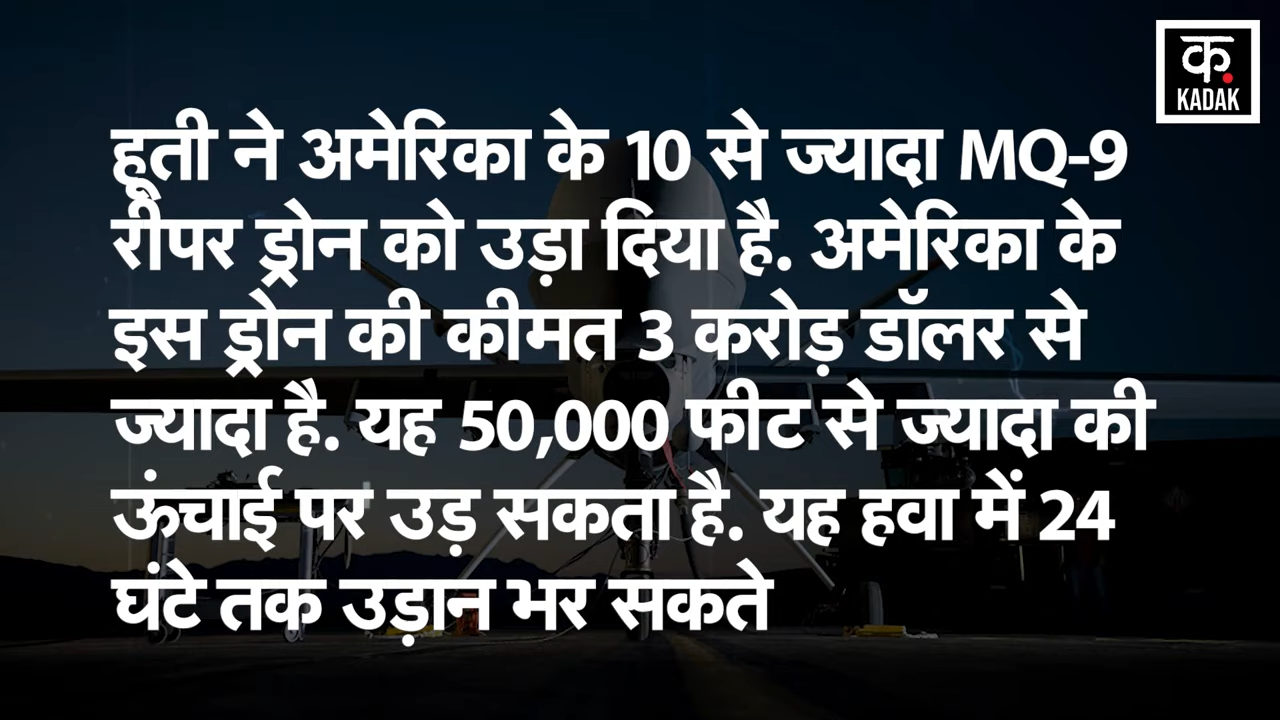 क.
KADAK
हूती ने अमेरिका के 10 से ज्यादा MQ-9
रीपर ड्रोन को उड़ा दिया है. अमेरिका के
इस ड्रोन की कीमत 3 करोड़ डॉलर से
ज्यादा है. यह 50,000 फीट से ज्यादा की
ऊंचाई पर उड़ सकता है. यह हवा में 24
घंटे तक उड़ान भर सकते